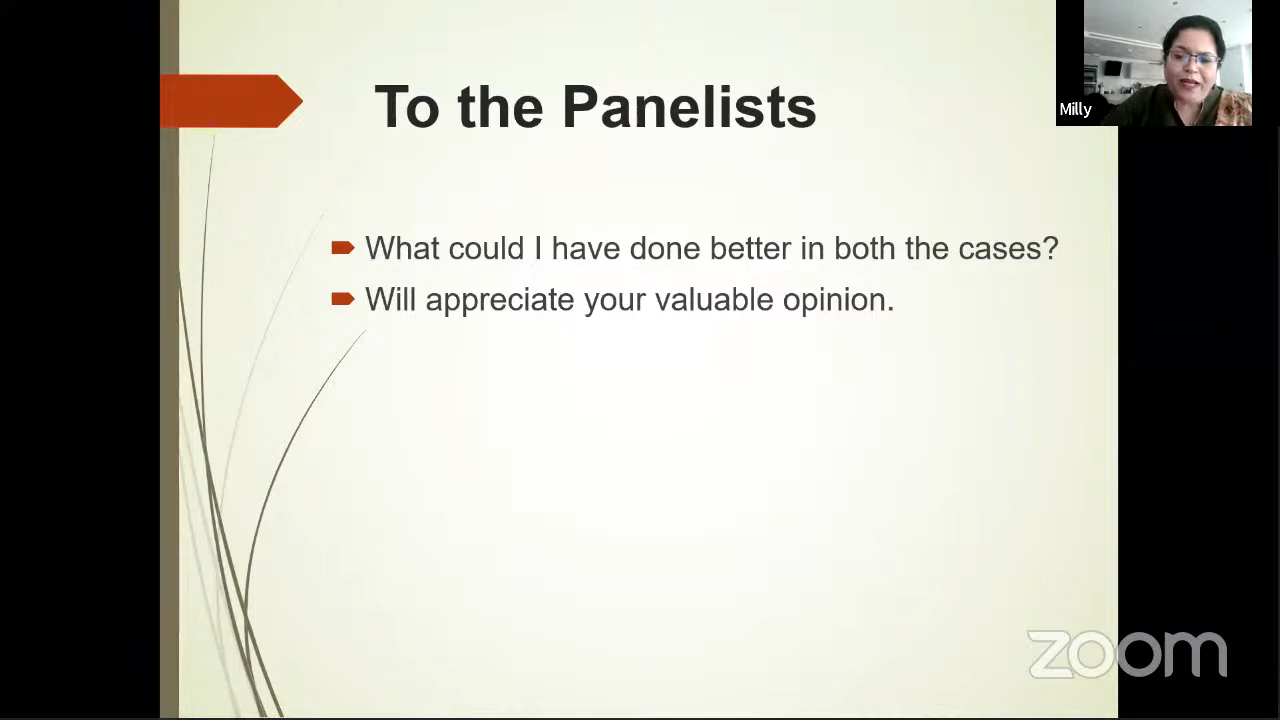 To the Panelists
What could I have done better in both the cases?
Will appreciate your valuable opinion.
Milly
zoom